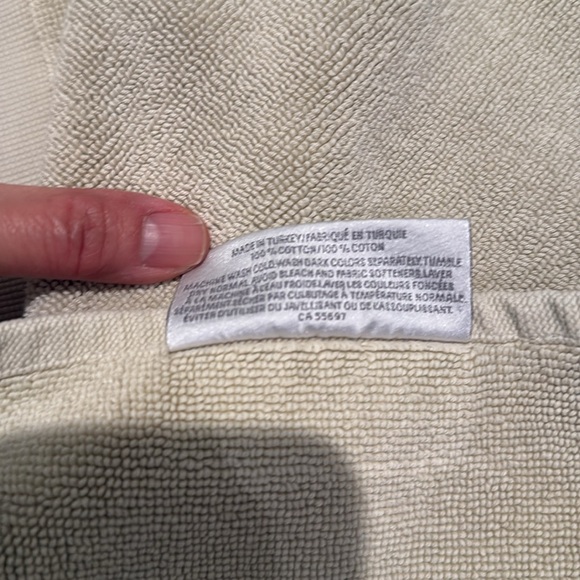 MADE IN TURKEY/FABRIQUÉ EN TURQUIE
100 % COTTON/100 % COTON
MACHINE WASH COLD.WASH DARK COLORS SEPARATELY,TUMBLE
DRY NORMAL AVOID BLEACH AND FABRIC SOFTENERS.LAVER
À LA MACHINE À EAU FROIDE.LAVER LES COULEURS FONCÉES
SÉPARÉMENT.SÉCHER PAR CULBUTAGE À TEMPÉRATURE NORMALE.
ÉVITER D'UTILISER DU JAVELLISANT OU DE L'ASSOUPLISSANT.
CA 55697